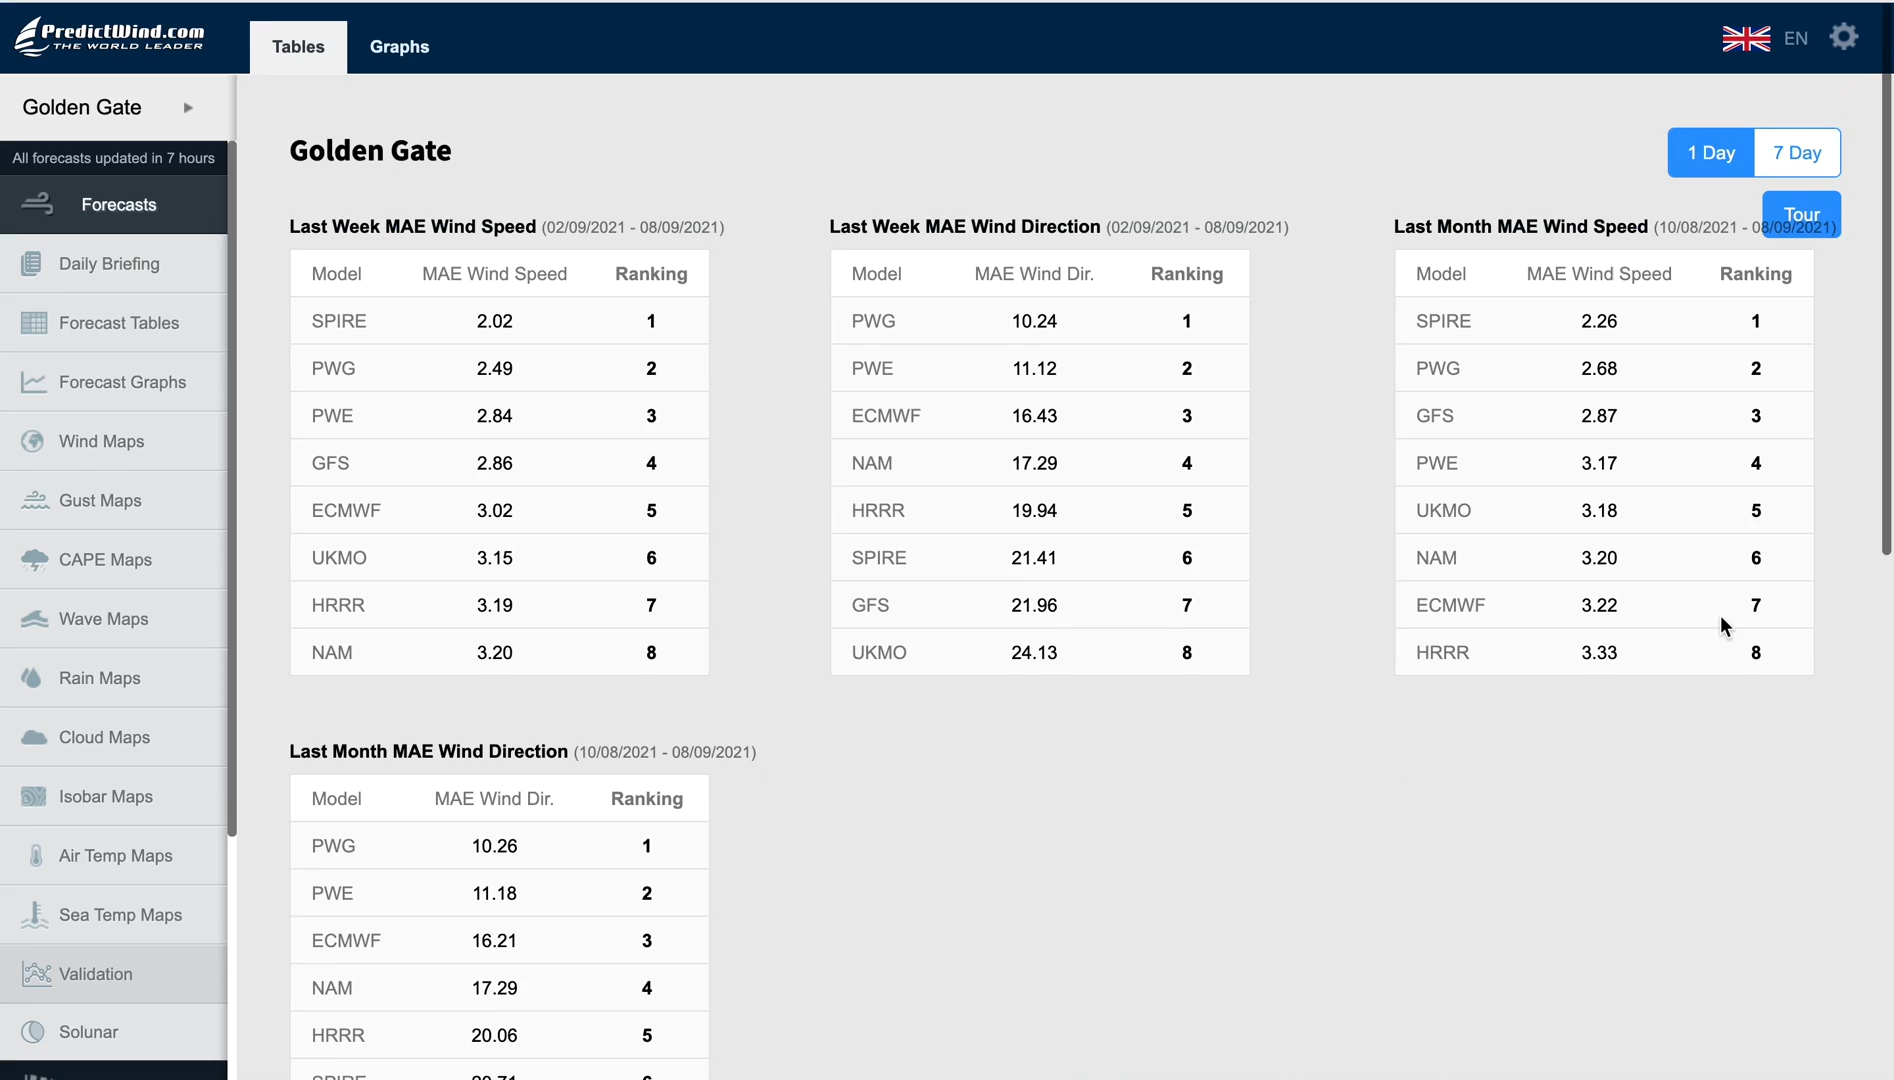 PredictWind.com
THE WORLD LEADER
Tables Graphs
EN
Golden Gate
All forecasts updated in 7 hours
Forecasts
Daily Briefing
Forecast Tables
Forecast Graphs
Wind Maps
Gust Maps
CAPE Maps
Wave Maps
Rain Maps
Cloud Maps
Isobar Maps
Air Temp Maps
Sea Temp Maps
Validation
Solunar
Golden Gate
1 Day 7 Day
Tour
Last Week MAE Wind Speed (02/09/2021 - 08/09/2021)
Model MAE Wind Speed Ranking
SPIRE 2.02 1
PWG 2.49 2
PWE 2.84 3
GFS 2.86 4
ECMWF 3.02 5
UKMO 3.15 6
HRRR 3.19 7
NAM 3.20 8
Last Week MAE Wind Direction (02/09/2021 - 08/09/2021)
Model MAE Wind Dir. Ranking
PWG 10.24 1
PWE 11.12 2
ECMWF 16.43 3
NAM 17.29 4
HRRR 19.94 5
SPIRE 21.41 6
GFS 21.96 7
UKMO 24.13 8
Last Month MAE Wind Speed (10/08/2021 - 08/09/2021)
Model MAE Wind Speed Ranking
SPIRE 2.26 1
PWG 2.68 2
GFS 2.87 3
PWE 3.17 4
UKMO 3.18 5
NAM 3.20 6
ECMWF 3.22 7
HRRR 3.33 8
Last Month MAE Wind Direction (10/08/2021 - 08/09/2021)
Model MAE Wind Dir. Ranking
PWG 10.26 1
PWE 11.18 2
ECMWF 16.21 3
NAM 17.29 4
HRRR 20.06 5